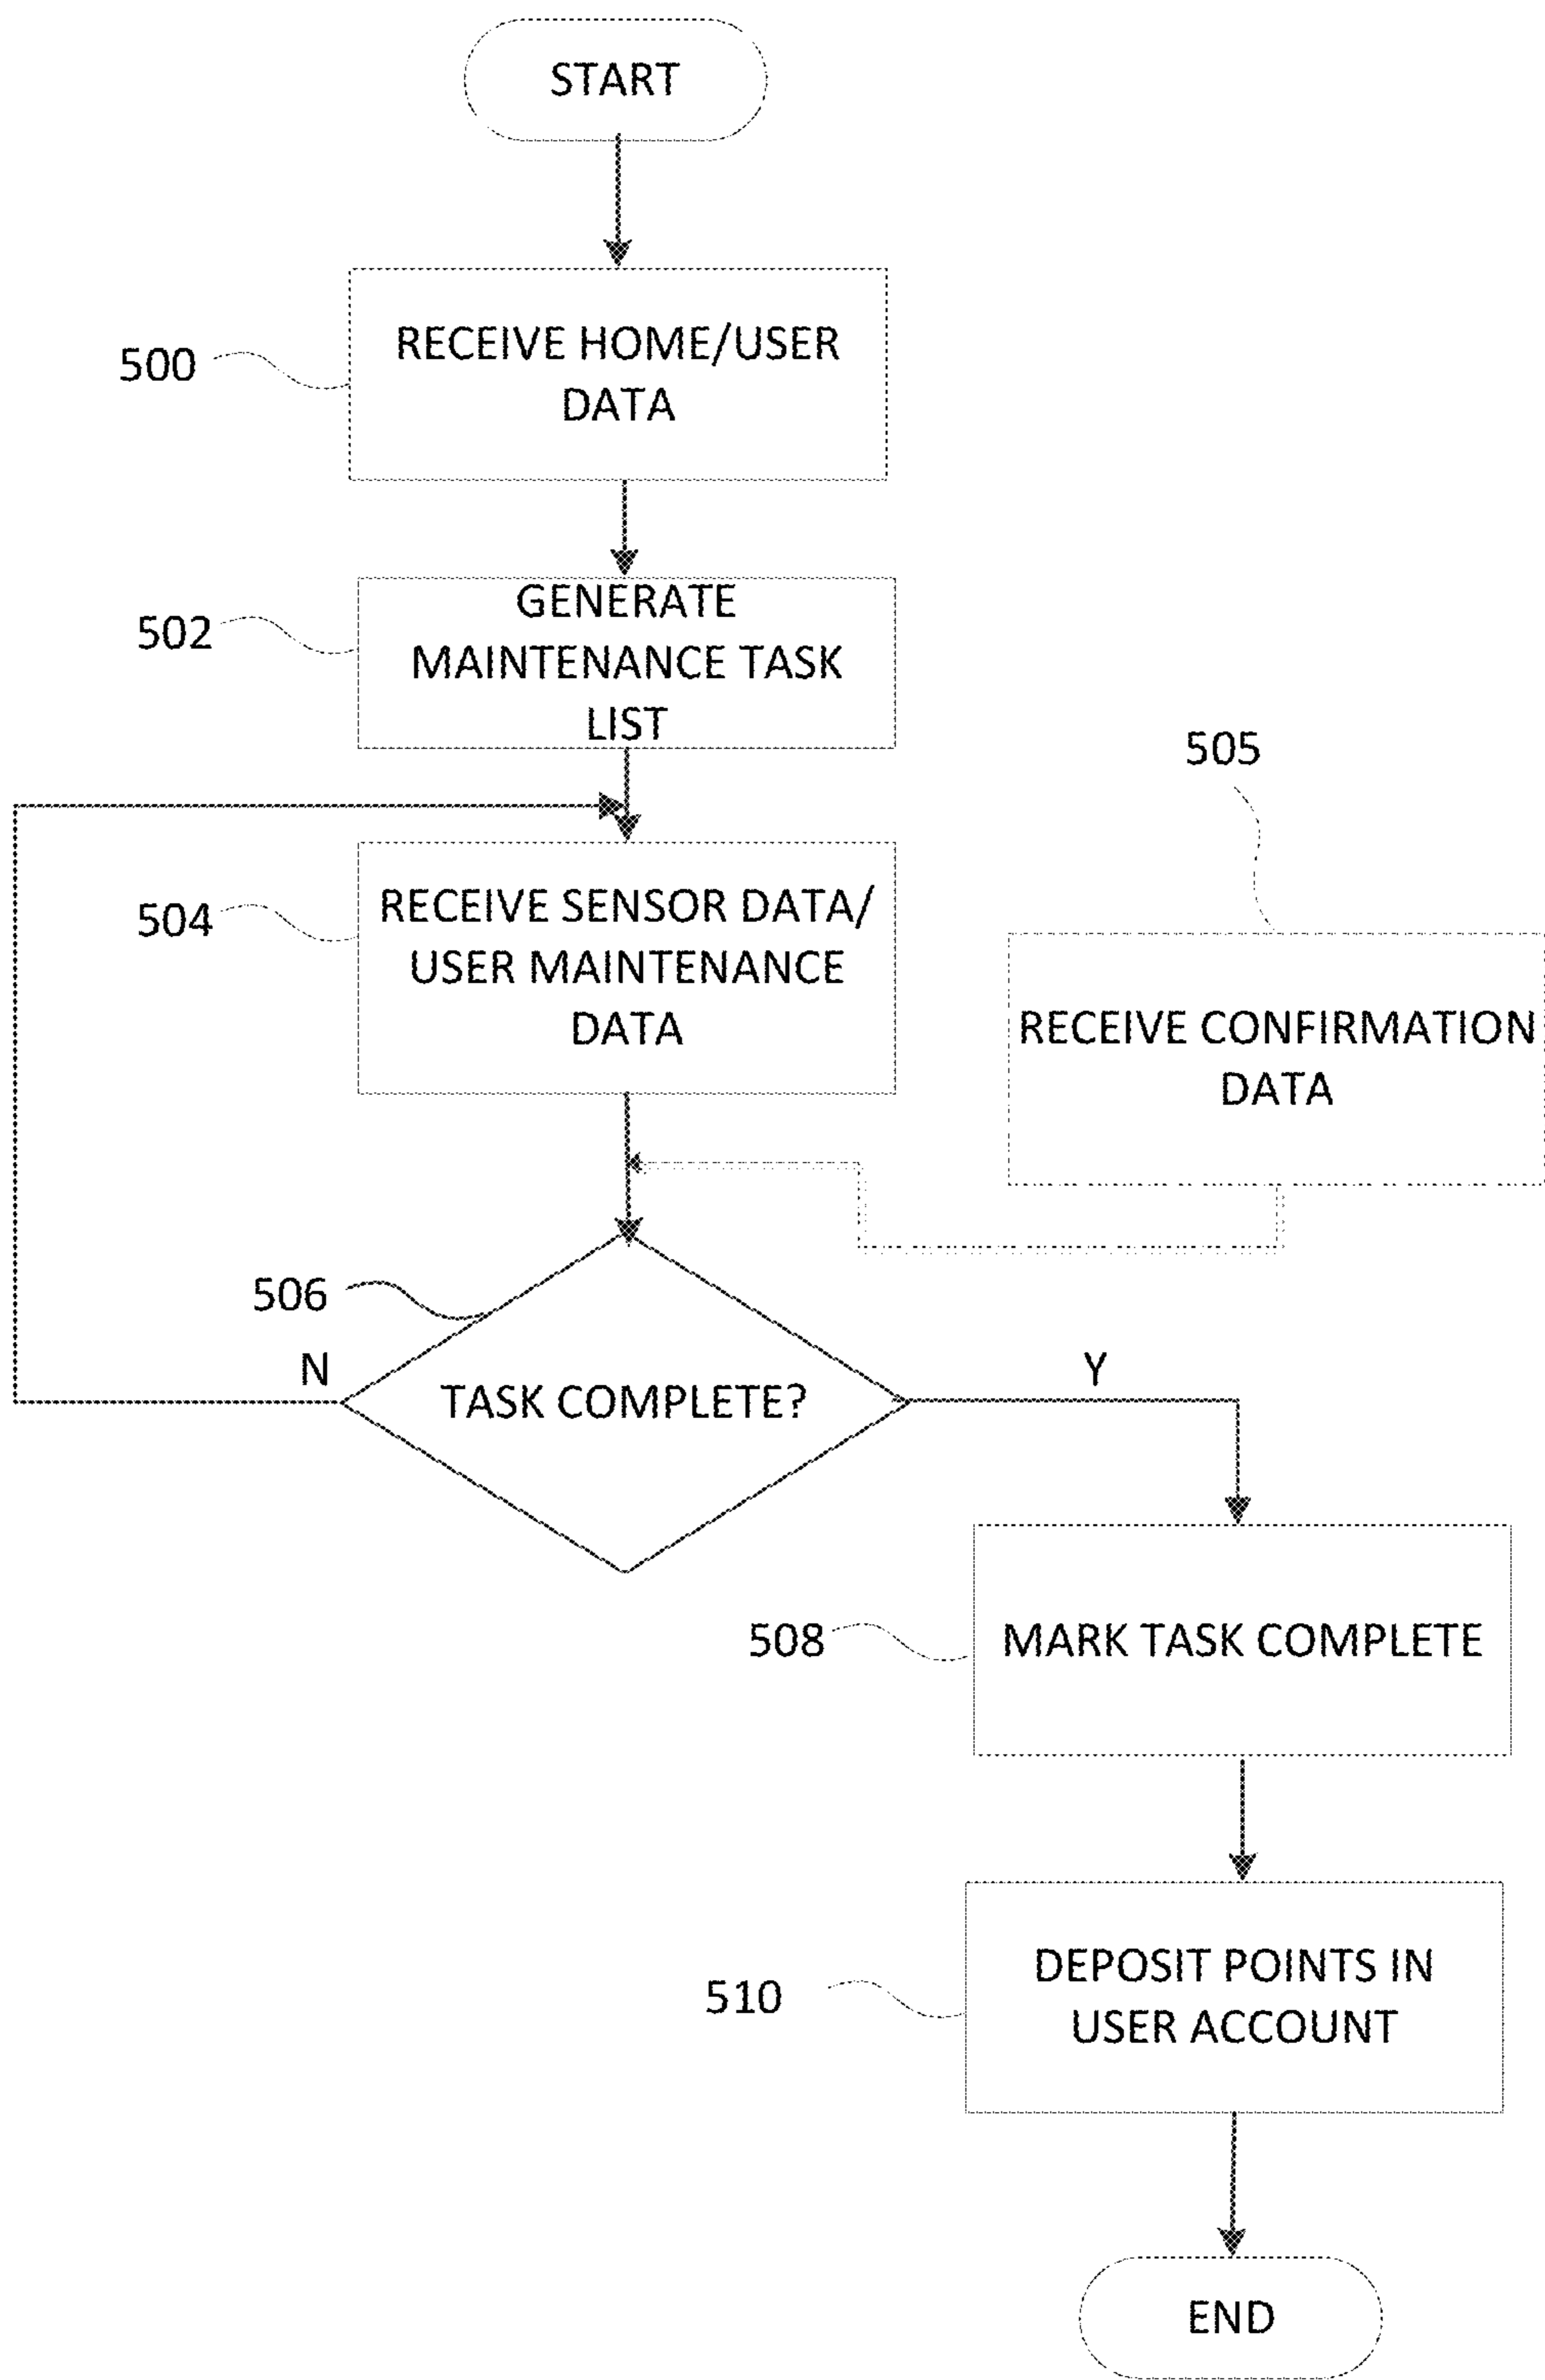 START
500
RECEIVE HOME/USER
DATA
502
GENERATE
MAINTENANCE TASK
LIST
504
RECEIVE SENSOR DATA/
USER MAINTENANCE
DATA
505
RECEIVE CONFIRMATION
DATA
506
N
TASK COMPLETE?
Y
508
MARK TASK COMPLETE
510
DEPOSIT POINTS IN
USER ACCOUNT
END